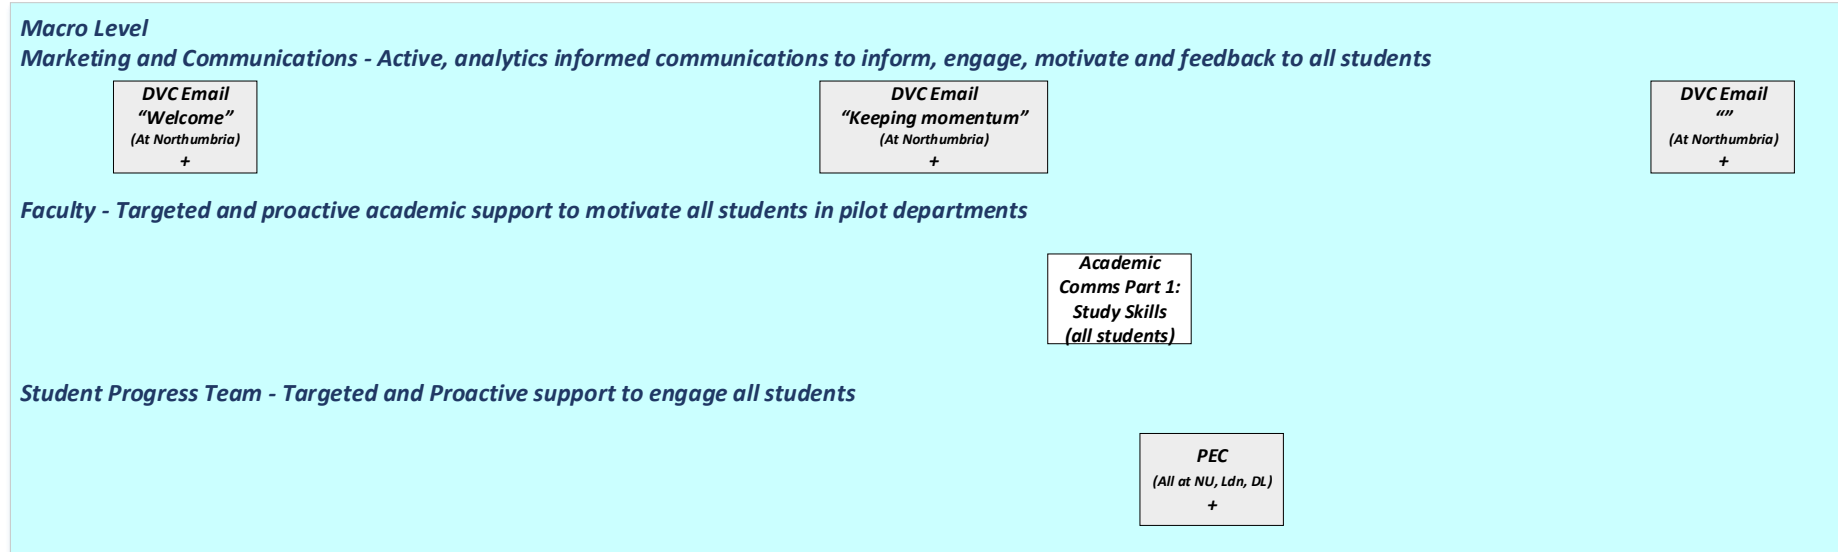 Macro Level
Marketing and Communications - Active, analytics informed communications to inform, engage, motivate and feedback to all students
DVC Email
“Welcome”
(At Northumbria)
+
DVC Email
“Keeping momentum”
(At Northumbria)
+
DVC Email
“”
(At Northumbria)
+
Faculty - Targeted and proactive academic support to motivate all students in pilot departments
Academic
Comms Part 1:
Study Skills
(all students)
Student Progress Team - Targeted and Proactive support to engage all students
PEC
(All at NU, Ldn, DL)
+